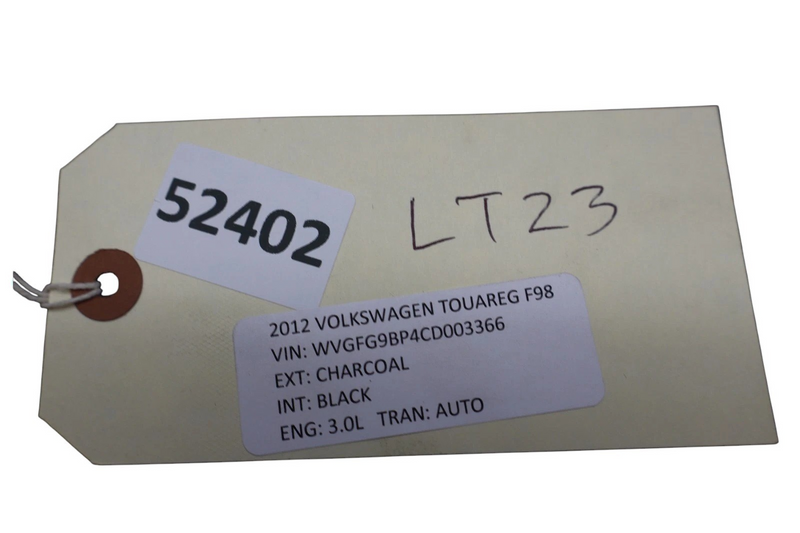 52402
LT23
2012 VOLKSWAGEN TOUAREG F98
VIN: WVGFG9BP4CD003366
EXT: CHARCOAL
INT: BLACK
ENG: 3.0L TRAN: AUTO